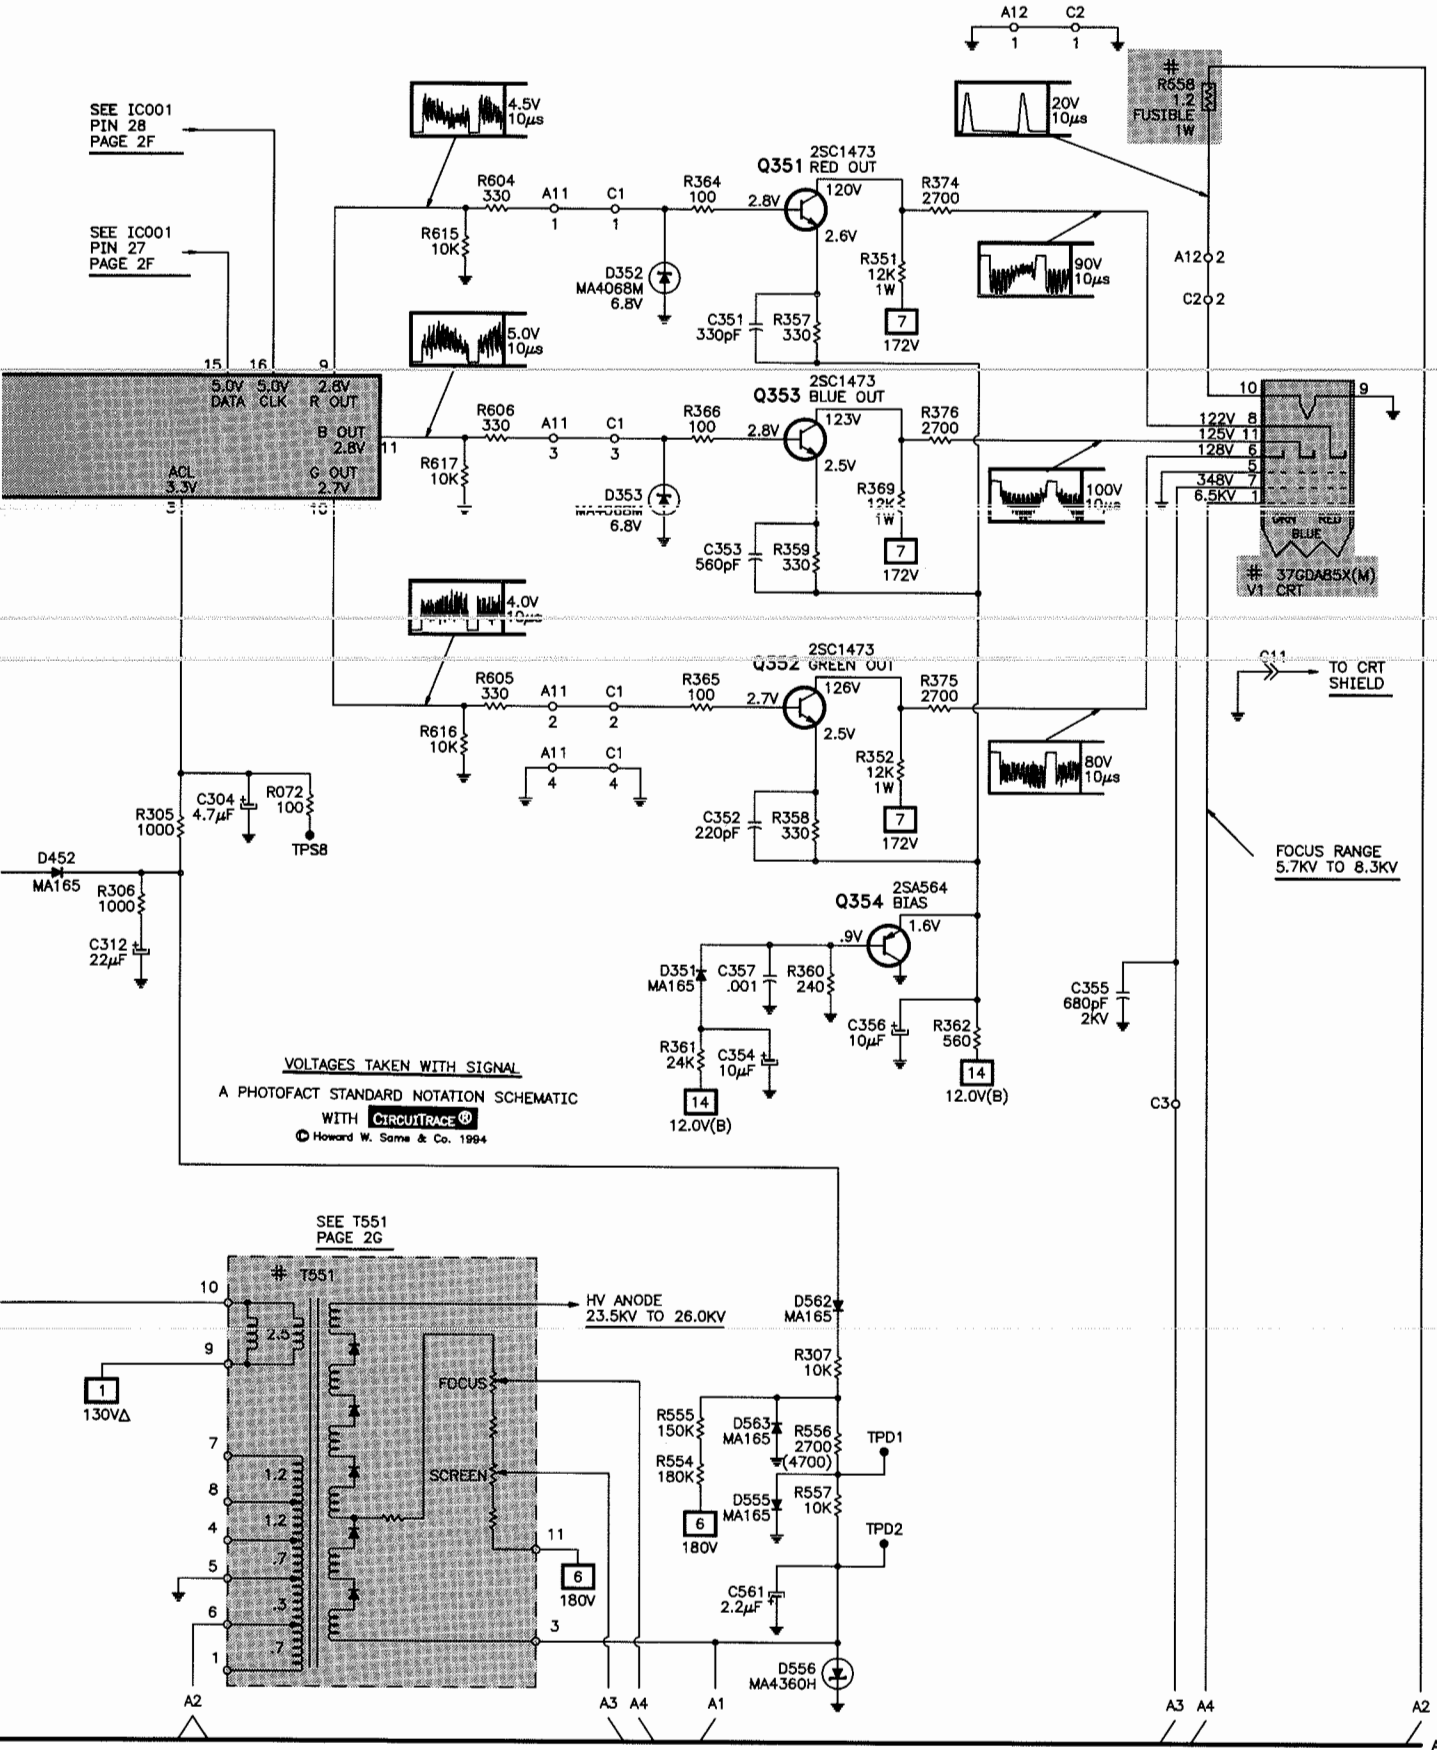 A12 C2
1 1
#
R558
1.2
FUSIBLE
1W
SEE IC001
PIN 28
PAGE 2F
4.5V
10µs
20V
10µs
Q351 2SC1473
RED OUT
R604
330
A11
1
C1
1
R364
100
2.8V
120V
2.6V
R374
2700
R615
10K
SEE IC001
PIN 27
PAGE 2F
D352
MA4068M
6.8V
R351
12K
1W
90V
10µs
A12 2
C2 2
C351
330pF
R357
330
7
172V
5.0V
10µs
15 16 9
5.0V 5.0V 2.8V
DATA CLK R OUT
B OUT
2.8V
11
ACL
3.3V
G OUT
2.7V
10
Q353 2SC1473
BLUE OUT
R606
330
A11
3
C1
3
R366
100
2.8V
123V
2.5V
R376
2700
R617
10K
D353
MA4068M
6.8V
R369
12K
1W
100V
10µs
C353
560pF
R359
330
7
172V
10 9
122V 8
125V 11
128V 6
5
348V 7
6.5KV 1
GRN RED
BLUE
# 37GDA85X(M)
V1 CRT
4.0V
10µs
Q352 2SC1473
GREEN OUT
R605
330
A11
2
C1
2
R365
100
2.7V
126V
2.5V
R375
2700
R616
10K
A11
4
C1
4
R352
12K
1W
80V
10µs
C352
220pF
R358
330
7
172V
C11
TO CRT
SHIELD
FOCUS RANGE
5.7KV TO 8.3KV
R305
1000
C304
4.7µF
R072
100
TPS8
D452
MA165
R306
1000
C312
22µF
Q354 2SA564
BIAS
.9V
1.6V
D351
MA165
C357
.001
R360
240
C356
10µF
R362
560
R361
24K
C354
10µF
14
12.0V(B)
14
12.0V(B)
C355
680pF
2KV
C3
VOLTAGES TAKEN WITH SIGNAL
A PHOTOFACT STANDARD NOTATION SCHEMATIC
WITH CIRCUITRACE®
© Howard W. Sams & Co. 1994
SEE T551
PAGE 2G
# T551
10
9
2.5
1
130V△
7
8
4
5
6
1
1.2
1.2
.7
.3
.7
HV ANODE
23.5KV TO 26.0KV
FOCUS
SCREEN
11
6
180V
3
D562
MA165
R307
10K
R555
150K
D563
MA165
R556
2700
(4700)
TPD1
R554
180K
D555
MA165
R557
10K
6
180V
TPD2
C561
2.2µF
D556
MA4360H
A2 A3 A4 A1 A3 A4 A2